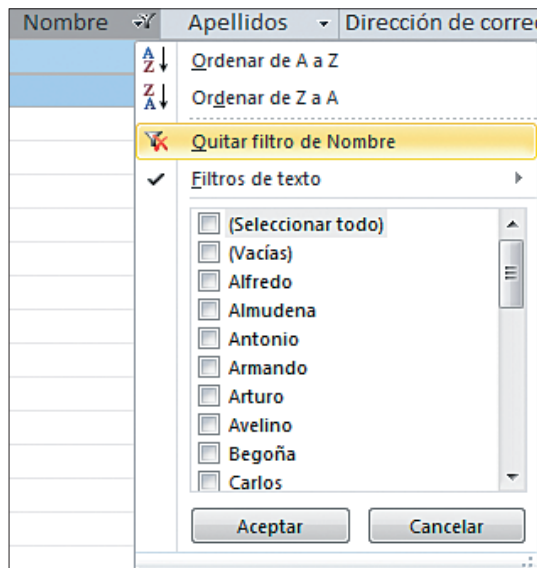 Nombre Apellidos Dirección de corre
Ordenar de A a Z
Ordenar de Z a A
Quitar filtro de Nombre
Filtros de texto
(Seleccionar todo)
(Vacías)
Alfredo
Almudena
Antonio
Armando
Arturo
Avelino
Begoña
Carlos
Aceptar Cancelar